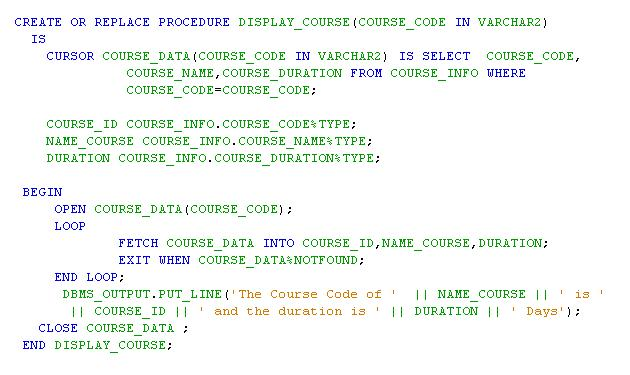 CREATE OR REPLACE PROCEDURE DISPLAY_COURSE(COURSE_CODE IN VARCHAR2)
IS
CURSOR COURSE_DATA(COURSE_CODE IN VARCHAR2) IS SELECT COURSE_CODE,
COURSE_NAME,COURSE_DURATION FROM COURSE_INFO WHERE
COURSE_CODE=COURSE_CODE;
COURSE_ID COURSE_INFO.COURSE_CODE%TYPE;
NAME_COURSE COURSE_INFO.COURSE_NAME%TYPE;
DURATION COURSE_INFO.COURSE_DURATION%TYPE;
BEGIN
OPEN COURSE_DATA(COURSE_CODE);
LOOP
FETCH COURSE_DATA INTO COURSE_ID,NAME_COURSE,DURATION;
EXIT WHEN COURSE_DATA%NOTFOUND;
END LOOP;
DBMS_OUTPUT.PUT_LINE('The Course Code of ' || NAME_COURSE || ' is '
|| COURSE_ID || ' and the duration is ' || DURATION || ' Days');
CLOSE COURSE_DATA ;
END DISPLAY_COURSE;